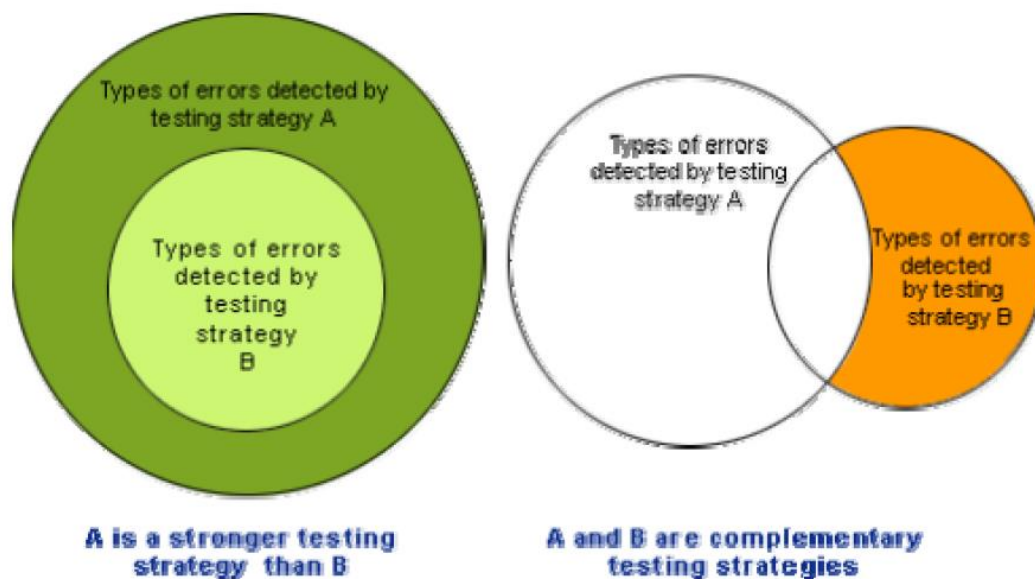 Types of errors detected by
testing strategy A
Types of errors
detected by
testing
strategy
B
A is a stronger testing
strategy than B
Types of errors
detected by testing
strategy A
Types of errors
detected
by testing
strategy B
A and B are complementary
testing strategies